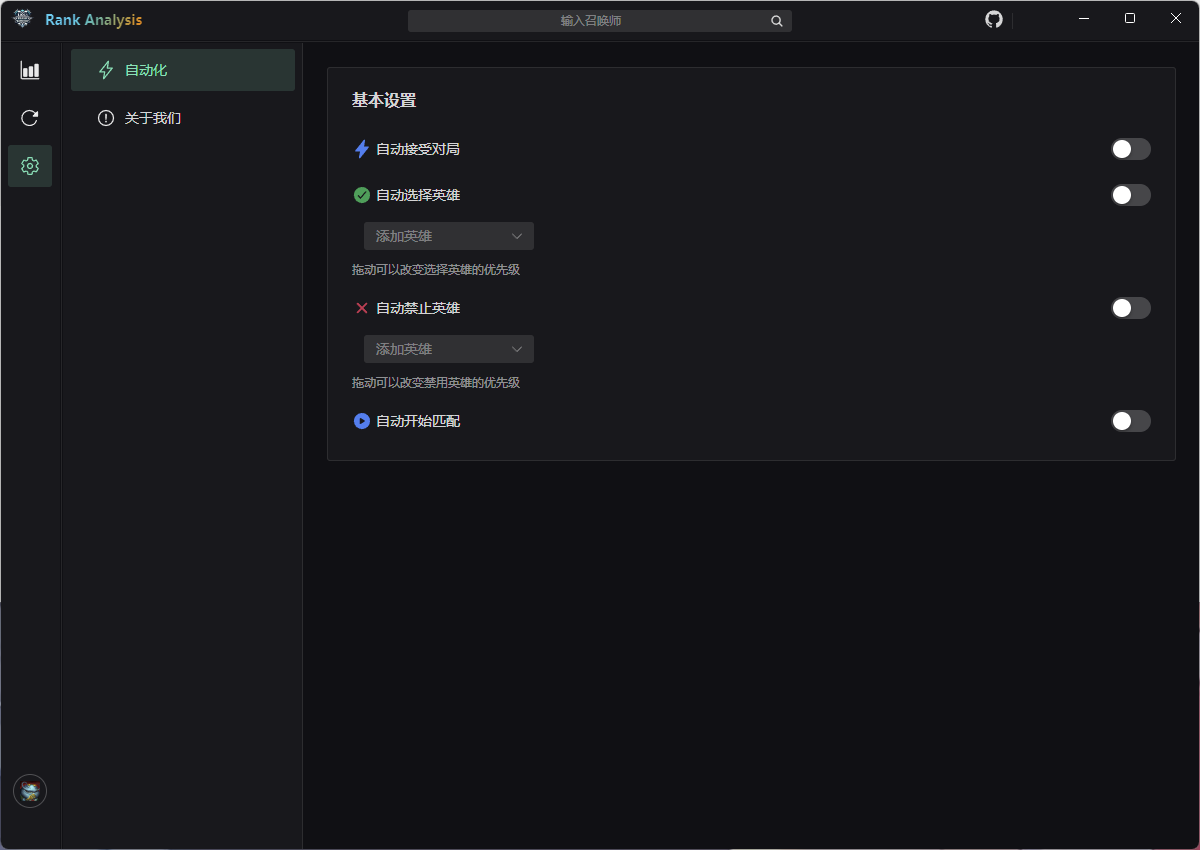 Rank Analysis
输入召唤师
自动化
关于我们
基本设置
自动接受对局
自动选择英雄
添加英雄
拖动可以改变选择英雄的优先级
自动禁止英雄
添加英雄
拖动可以改变禁用英雄的优先级
自动开始匹配